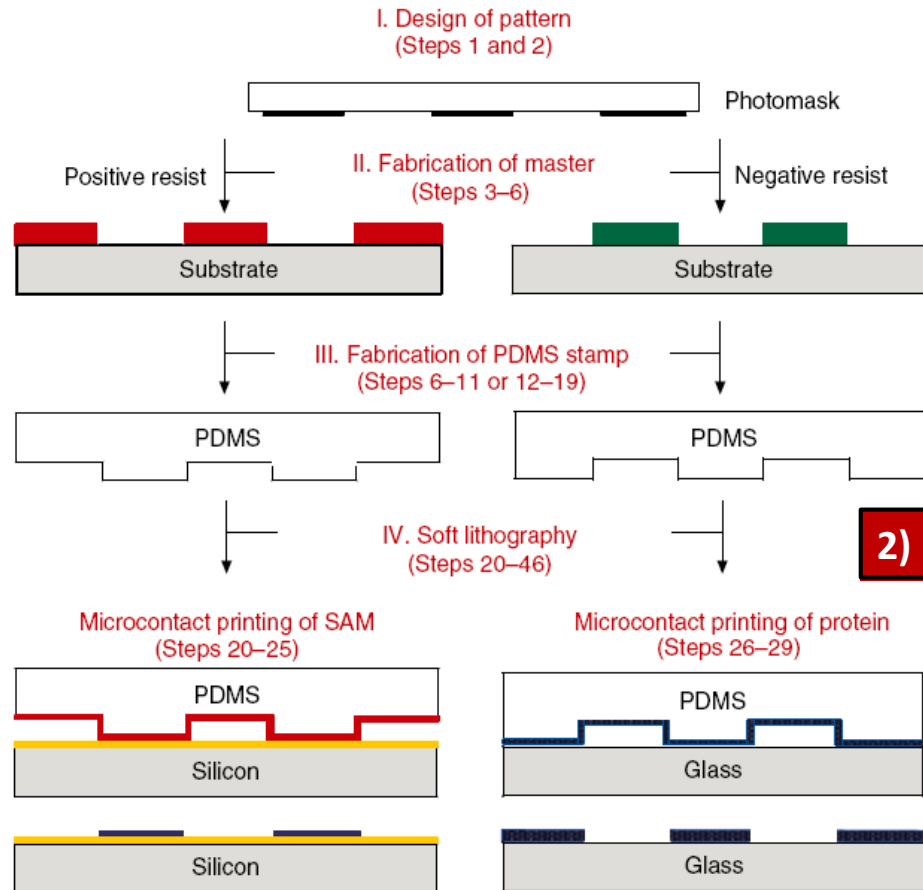 I. Design of pattern
(Steps 1 and 2)
Photomask
Positive resist
II. Fabrication of master
(Steps 3–6)
Negative resist
Substrate
Substrate
III. Fabrication of PDMS stamp
(Steps 6–11 or 12–19)
PDMS
PDMS
IV. Soft lithography
(Steps 20–46)
2)
Microcontact printing of SAM
(Steps 20–25)
Microcontact printing of protein
(Steps 26–29)
PDMS
PDMS
Silicon
Glass
Silicon
Glass